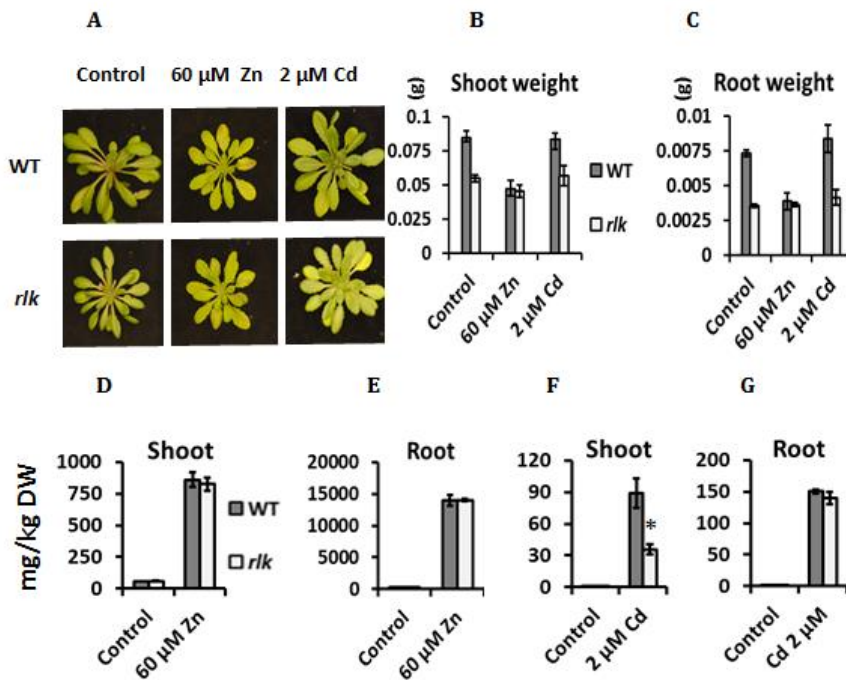 A
B
C
Control 60 µM Zn 2 µM Cd
WT
rlk
(g) Shoot weight
0.1
0.075
0.05
0.025
0
Control
60 µM Zn
2 µM Cd
WT
rlk
(g) Root weight
0.01
0.0075
0.005
0.0025
0
Control
60 µM Zn
2 µM Cd
D
E
F
G
mg/kg DW
Shoot
1000
750
500
250
0
Control
60 µM Zn
WT
rlk
Root
20000
15000
10000
5000
0
Control
60 µM Zn
Shoot
120
90
60
30
0
*
Control
2 µM Cd
Root
200
150
100
50
0
Control
Cd 2 µM